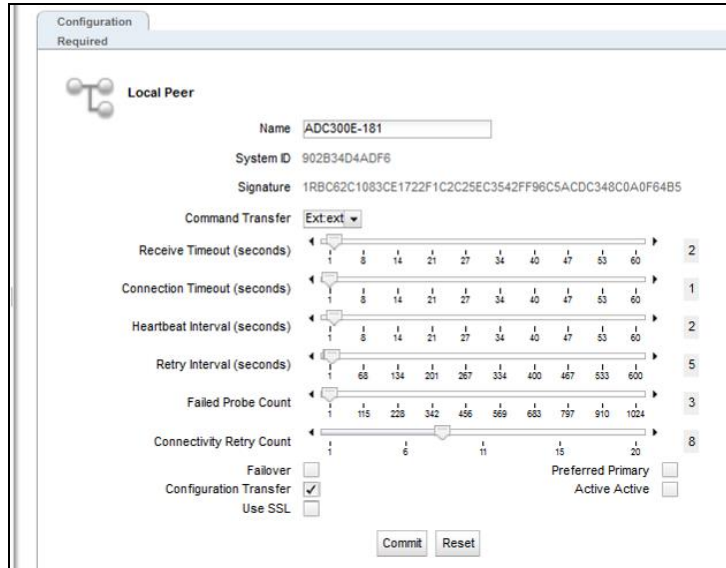 Configuration
Required
Local Peer
Name ADC300E-181
System ID 902B34D4ADF6
Signature 1RBC62C1083CE1722F1C2C25EC3542FF96C5ACDC348C0A0F64B5
Command Transfer Ext:ext
Receive Timeout (seconds) 2
1 8 14 21 27 34 40 47 53 60
Connection Timeout (seconds) 1
1 8 14 21 27 34 40 47 53 60
Heartbeat Interval (seconds) 2
1 8 14 21 27 34 40 47 53 60
Retry Interval (seconds) 5
1 68 134 201 267 334 400 467 533 600
Failed Probe Count 3
1 115 228 342 456 569 683 797 910 1024
Connectivity Retry Count 8
1 6 11 15 20
Failover Preferred Primary
Configuration Transfer Active Active
Use SSL
Commit Reset